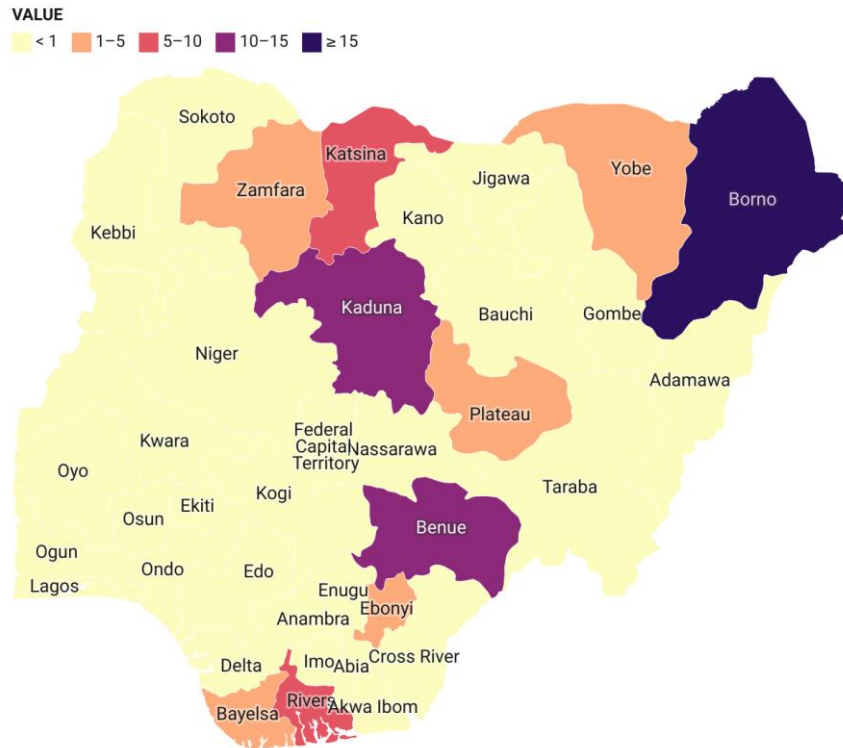 VALUE
< 1 1–5 5–10 10–15 ≥ 15
Sokoto
Katsina
Zamfara
Jigawa
Yobe
Borno
Kano
Kebbi
Kaduna
Bauchi
Gombe
Niger
Adamawa
Plateau
Federal
Capital
Territory
Nassarawa
Kwara
Oyo
Kogi
Taraba
Ekiti
Osun
Benue
Ogun
Lagos
Ondo
Edo
Enugu
Ebonyi
Anambra
Cross River
Delta
Imo
Abia
Rivers
Akwa Ibom
Bayelsa